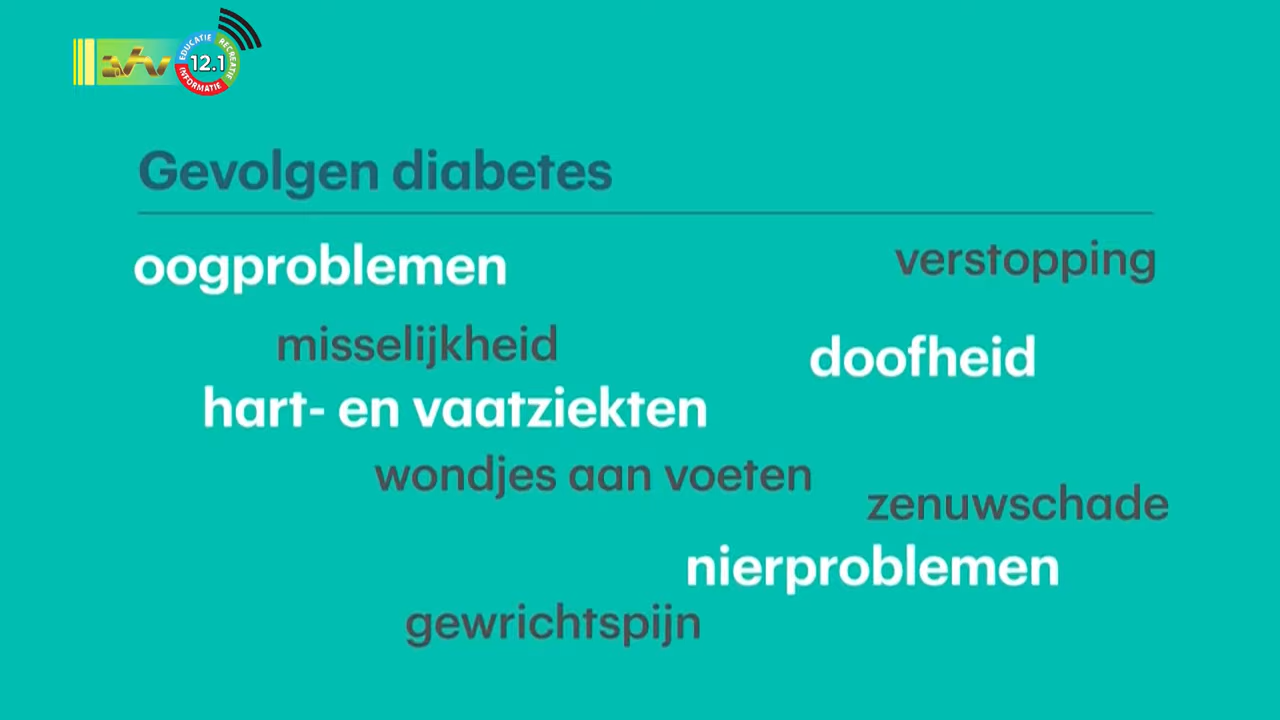 EDUCATIE
RECREATIE
INFORMATIE
12.1
Gevolgen diabetes
oogproblemen
verstopping
misselijkheid
doofheid
hart- en vaatziekten
wondjes aan voeten
zenuwschade
nierproblemen
gewrichtspijn